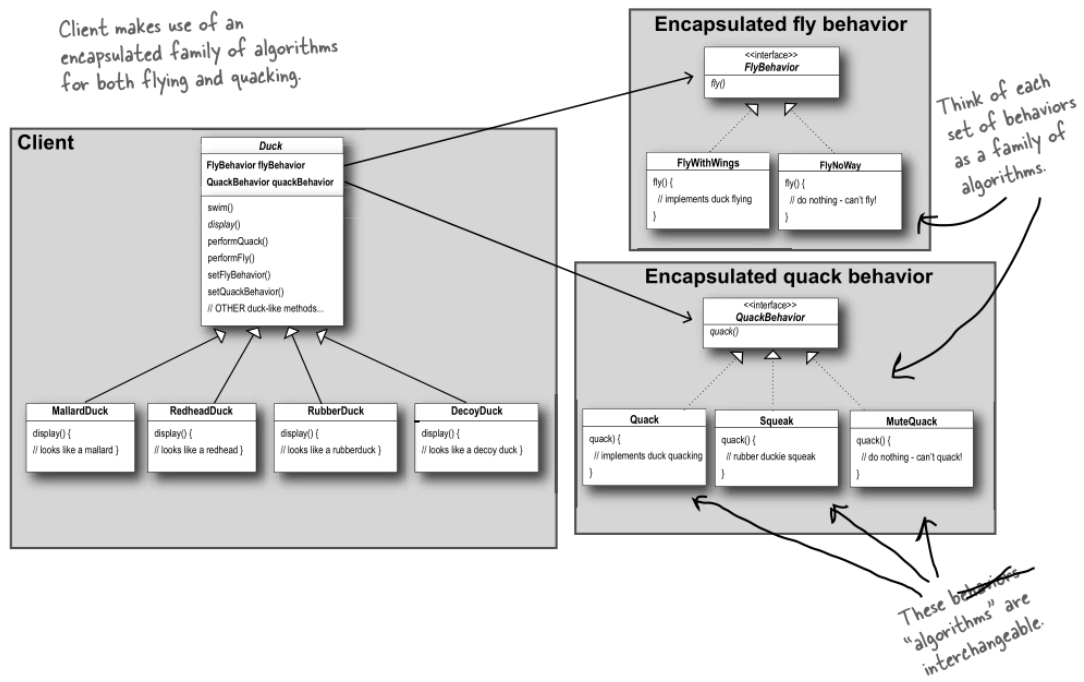 Client makes use of an
encapsulated family of algorithms
for both flying and quacking.
Client
Duck
FlyBehavior flyBehavior
QuackBehavior quackBehavior
swim()
display()
performQuack()
performFly()
setFlyBehavior()
setQuackBehavior()
// OTHER duck-like methods...
MallardDuck
display() {
// looks like a mallard }
RedheadDuck
display() {
// looks like a redhead }
RubberDuck
display() {
// looks like a rubberduck }
DecoyDuck
display() {
// looks like a decoy duck }
Encapsulated fly behavior
<<interface>>
FlyBehavior
fly()
FlyWithWings
fly() {
// implements duck flying
}
FlyNoWay
fly() {
// do nothing - can't fly!
}
Think of each
set of behaviors
as a family of
algorithms.
Encapsulated quack behavior
<<interface>>
QuackBehavior
quack()
Quack
quack) {
// implements duck quacking
}
Squeak
quack() {
// rubber duckie squeak
}
MuteQuack
quack() {
// do nothing - can't quack!
}
These behaviors
“algorithms” are
interchangeable.